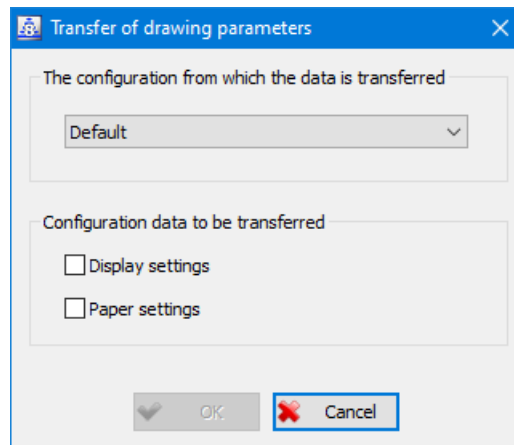 Transfer of drawing parameters
The configuration from which the data is transferred
Default
Configuration data to be transferred
Display settings
Paper settings
OK
Cancel